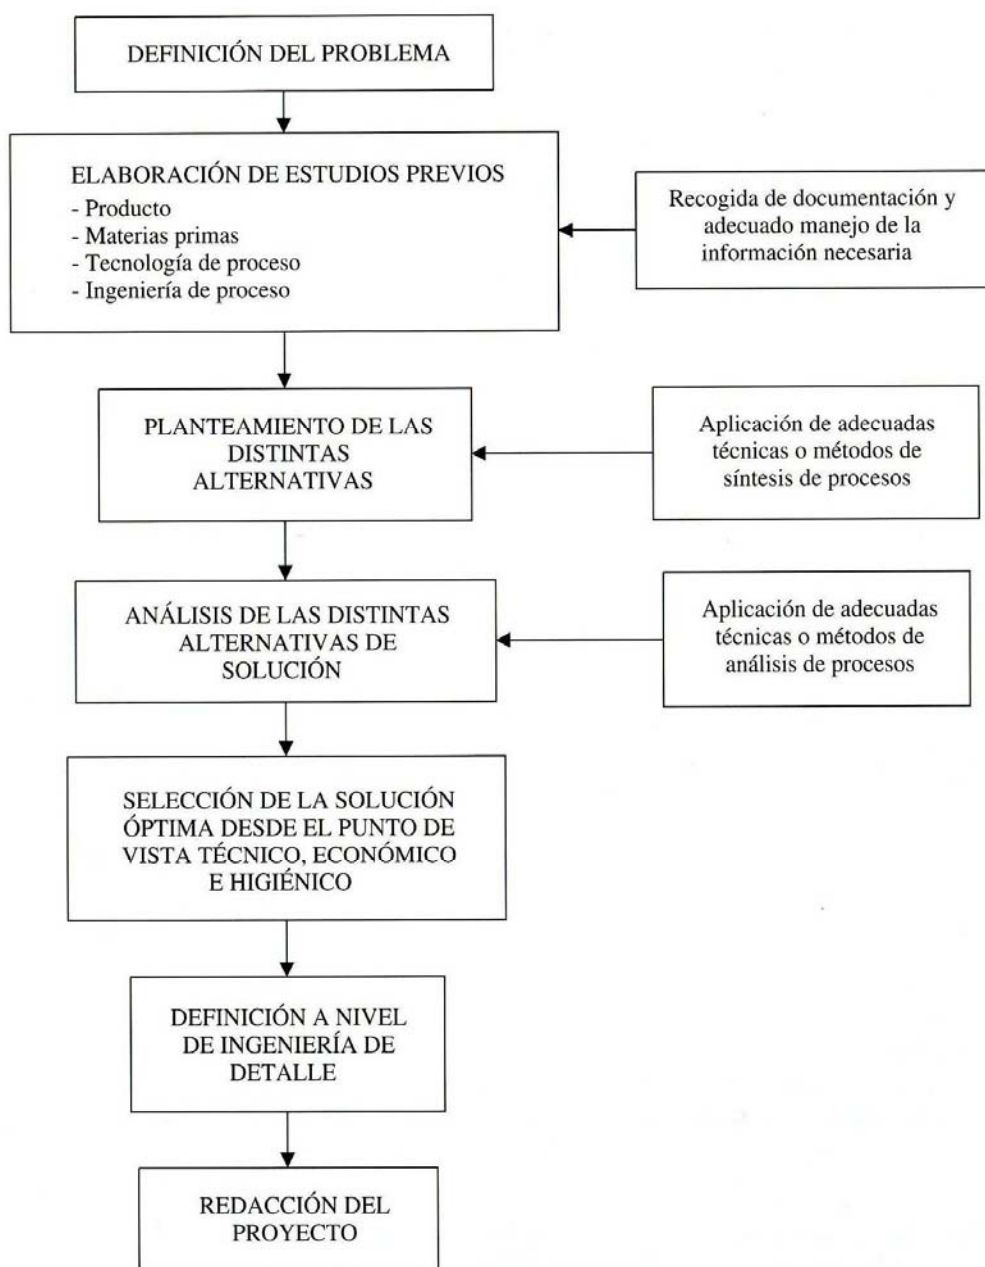 DEFINICIÓN DEL PROBLEMA
ELABORACIÓN DE ESTUDIOS PREVIOS
- Producto
- Materias primas
- Tecnología de proceso
- Ingeniería de proceso
Recogida de documentación y
adecuado manejo de la
información necesaria
PLANTEAMIENTO DE LAS
DISTINTAS
ALTERNATIVAS
Aplicación de adecuadas
técnicas o métodos de
síntesis de procesos
ANÁLISIS DE LAS DISTINTAS
ALTERNATIVAS DE
SOLUCIÓN
Aplicación de adecuadas
técnicas o métodos de
análisis de procesos
SELECCIÓN DE LA SOLUCIÓN
ÓPTIMA DESDE EL PUNTO DE
VISTA TÉCNICO, ECONÓMICO
E HIGIÉNICO
DEFINICIÓN A NIVEL
DE INGENIERÍA DE
DETALLE
REDACCIÓN DEL
PROYECTO